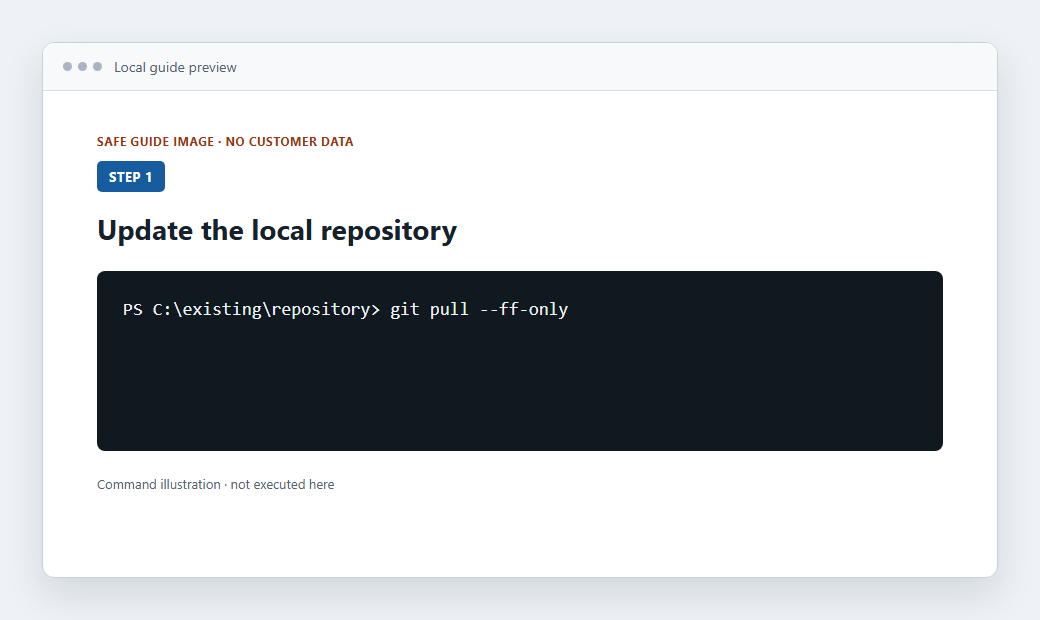 Local guide preview
SAFE GUIDE IMAGE · NO CUSTOMER DATA
STEP 1
Update the local repository
PS C:\existing\repository> git pull --ff-only
Command illustration · not executed here